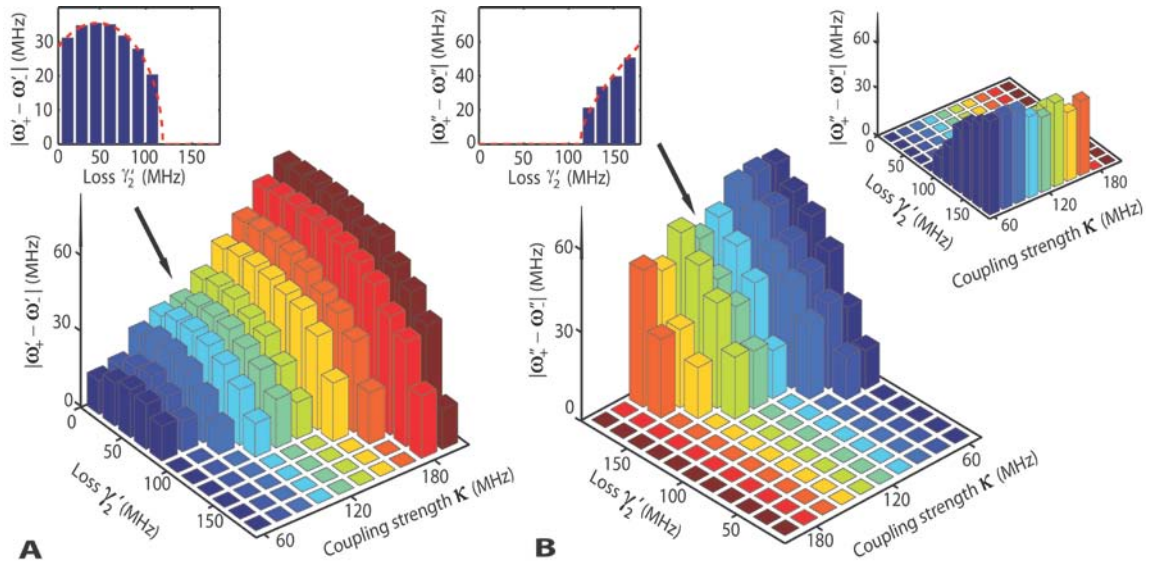 |ω′₊ − ω′₋| (MHz)
30
20
10
0
0 50 100 150
Loss γ′₂ (MHz)
|ω″₊ − ω″₋| (MHz)
60
40
20
0
0 50 100 150
Loss γ′₂ (MHz)
|ω″₊ − ω″₋| (MHz)
60
30
0
0
50
100
150
Loss γ′₂ (MHz)
60
120
180
Coupling strength κ (MHz)
|ω′₊ − ω′₋| (MHz)
60
30
0
0
50
100
150
Loss γ′₂ (MHz)
60
120
180
Coupling strength κ (MHz)
A
|ω″₊ − ω″₋| (MHz)
60
30
0
150
100
50
Loss γ′₂ (MHz)
180
120
60
Coupling strength κ (MHz)
B